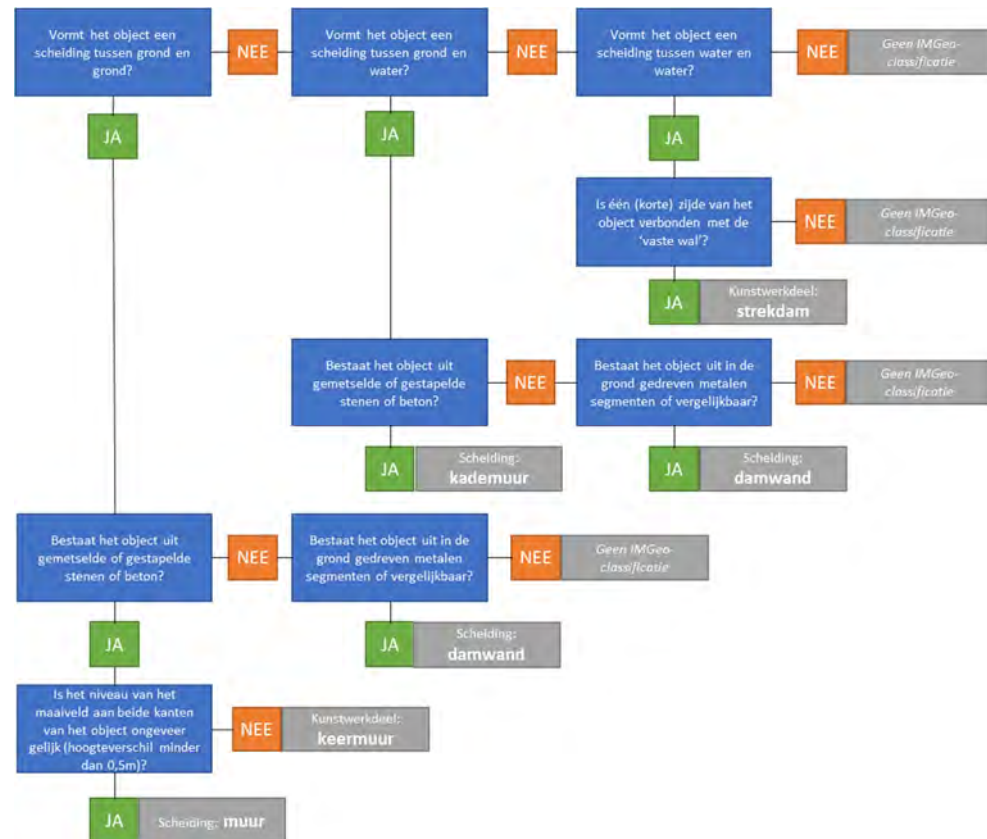 Vormt het object een
scheiding tussen grond en
grond?
NEE
Vormt het object een
scheiding tussen grond en
water?
NEE
Vormt het object een
scheiding tussen water en
water?
NEE
Geen IMGeo-
classificatie
JA
JA
JA
Is één (korte) zijde van het
object verbonden met de
'vaste wal'?
NEE
Geen IMGeo-
classificatie
JA
Kunstwerkdeel:
strekdam
Bestaat het object uit
gemetselde of gestapelde
stenen of beton?
NEE
Bestaat het object uit in de
grond gedreven metalen
segmenten of vergelijkbaar?
NEE
Geen IMGeo-
classificatie
JA
Scheiding:
kademuur
JA
Scheiding:
damwand
Bestaat het object uit
gemetselde of gestapelde
stenen of beton?
NEE
Bestaat het object uit in de
grond gedreven metalen
segmenten of vergelijkbaar?
NEE
Geen IMGeo-
classificatie
JA
JA
Scheiding:
damwand
Is het niveau van het
maaiveld aan beide kanten
van het object ongeveer
gelijk (hoogteverschil minder
dan 0,5m)?
NEE
Kunstwerkdeel:
keermuur
JA
Scheiding: muur